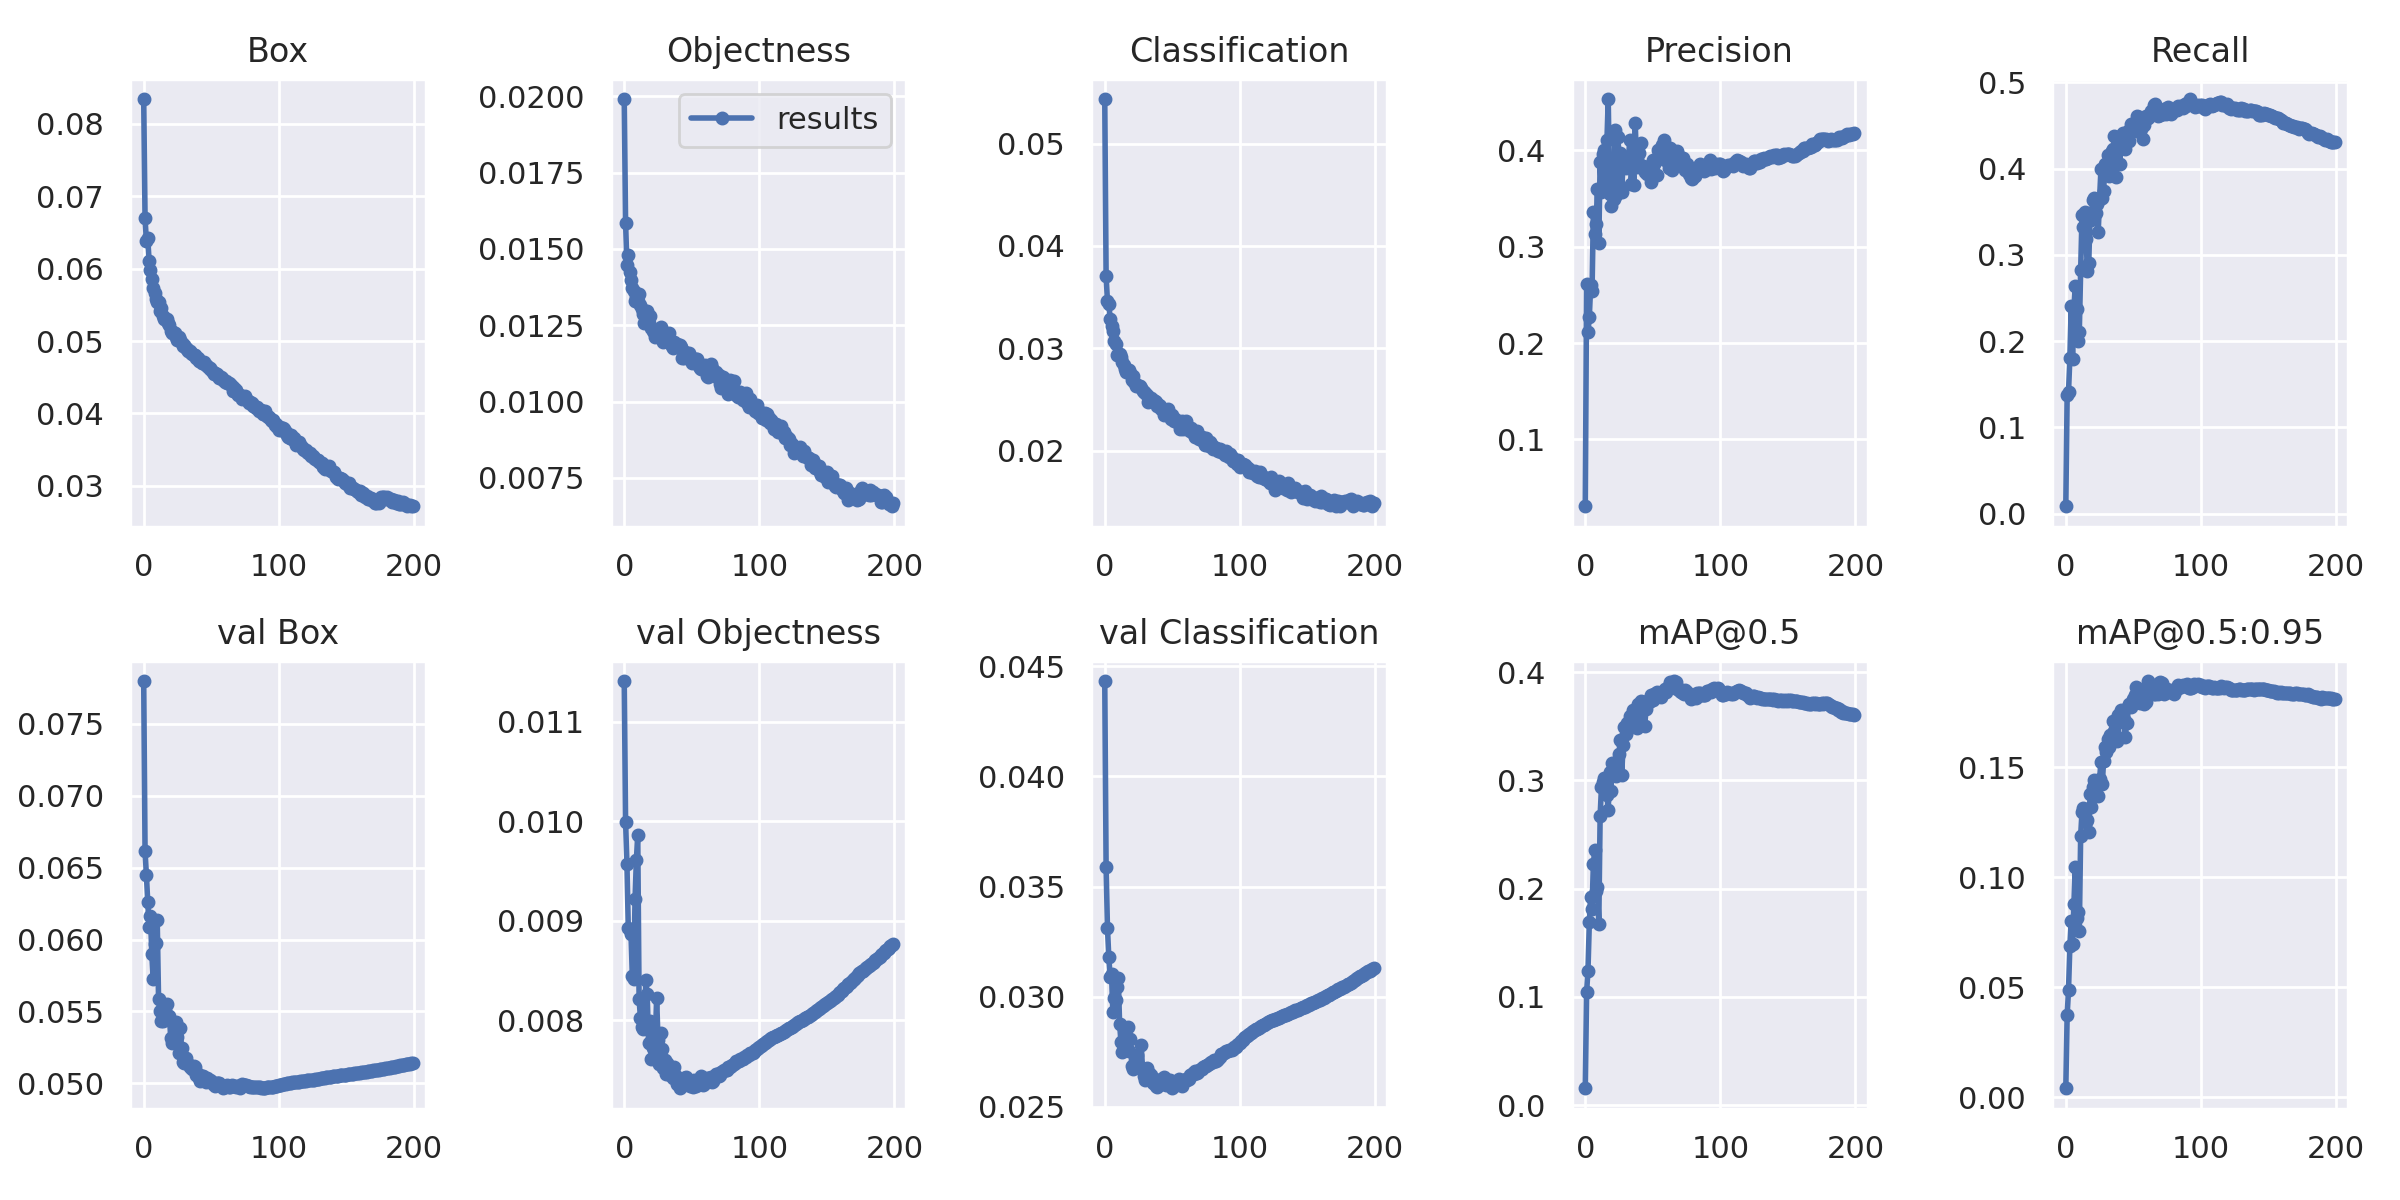 Box
Objectness
Classification
Precision
Recall
0.08
0.07
0.06
0.05
0.04
0.03
0 100 200
results
0.0200
0.0175
0.0150
0.0125
0.0100
0.0075
0 100 200
0.05
0.04
0.03
0.02
0 100 200
0.4
0.3
0.2
0.1
0 100 200
0.5
0.4
0.3
0.2
0.1
0.0
0 100 200
val Box
val Objectness
val Classification
mAP@0.5
mAP@0.5:0.95
0.075
0.070
0.065
0.060
0.055
0.050
0 100 200
0.011
0.010
0.009
0.008
0 100 200
0.045
0.040
0.035
0.030
0.025
0 100 200
0.4
0.3
0.2
0.1
0.0
0 100 200
0.15
0.10
0.05
0.00
0 100 200